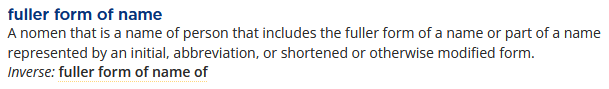 fuller form of name
A nomen that is a name of person that includes the fuller form of a name or part of a name
represented by an initial, abbreviation, or shortened or otherwise modified form.
Inverse: fuller form of name of